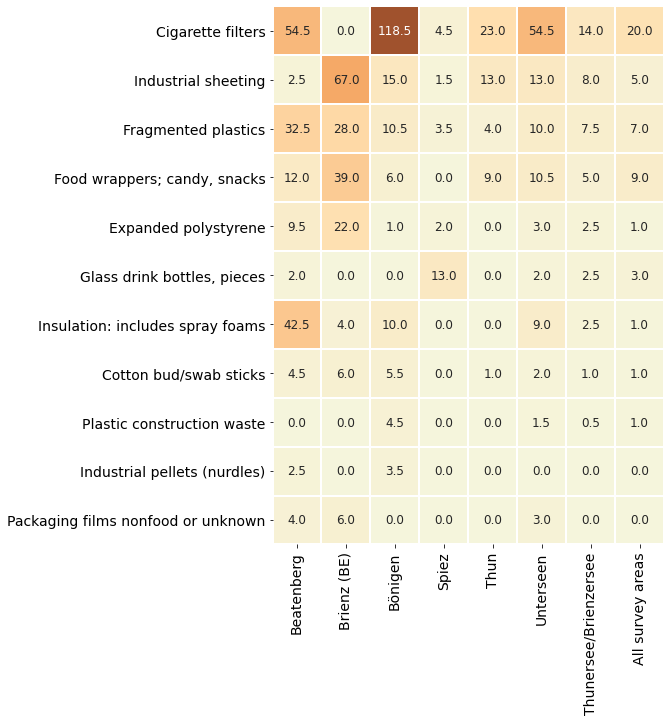 Cigarette filters 54.5 0.0 118.5 4.5 23.0 54.5 14.0 20.0
Industrial sheeting 2.5 67.0 15.0 1.5 13.0 13.0 8.0 5.0
Fragmented plastics 32.5 28.0 10.5 3.5 4.0 10.0 7.5 7.0
Food wrappers; candy, snacks 12.0 39.0 6.0 0.0 9.0 10.5 5.0 9.0
Expanded polystyrene 9.5 22.0 1.0 2.0 0.0 3.0 2.5 1.0
Glass drink bottles, pieces 2.0 0.0 0.0 13.0 0.0 2.0 2.5 3.0
Insulation: includes spray foams 42.5 4.0 10.0 0.0 0.0 9.0 2.5 1.0
Cotton bud/swab sticks 4.5 6.0 5.5 0.0 1.0 2.0 1.0 1.0
Plastic construction waste 0.0 0.0 4.5 0.0 0.0 1.5 0.5 1.0
Industrial pellets (nurdles) 2.5 0.0 3.5 0.0 0.0 0.0 0.0 0.0
Packaging films nonfood or unknown 4.0 6.0 0.0 0.0 0.0 3.0 0.0 0.0
Beatenberg
Brienz (BE)
Bönigen
Spiez
Thun
Unterseen
Thunersee/Brienzersee
All survey areas